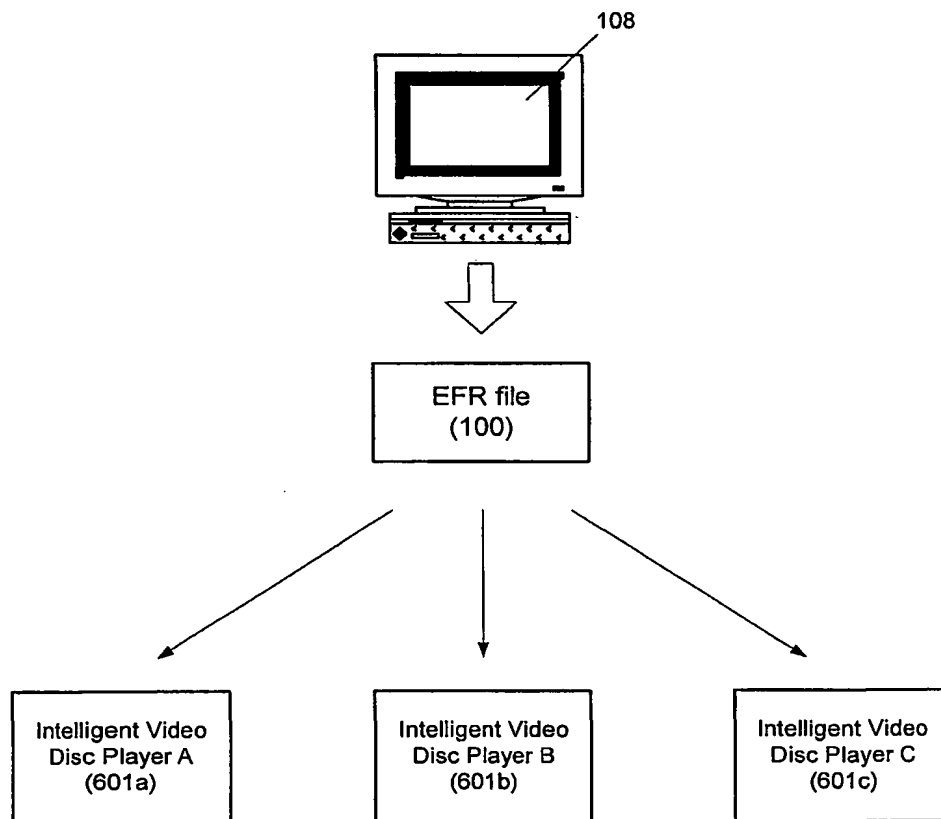 108
EFR file
(100)
Intelligent Video
Disc Player A
(601a)
Intelligent Video
Disc Player B
(601b)
Intelligent Video
Disc Player C
(601c)